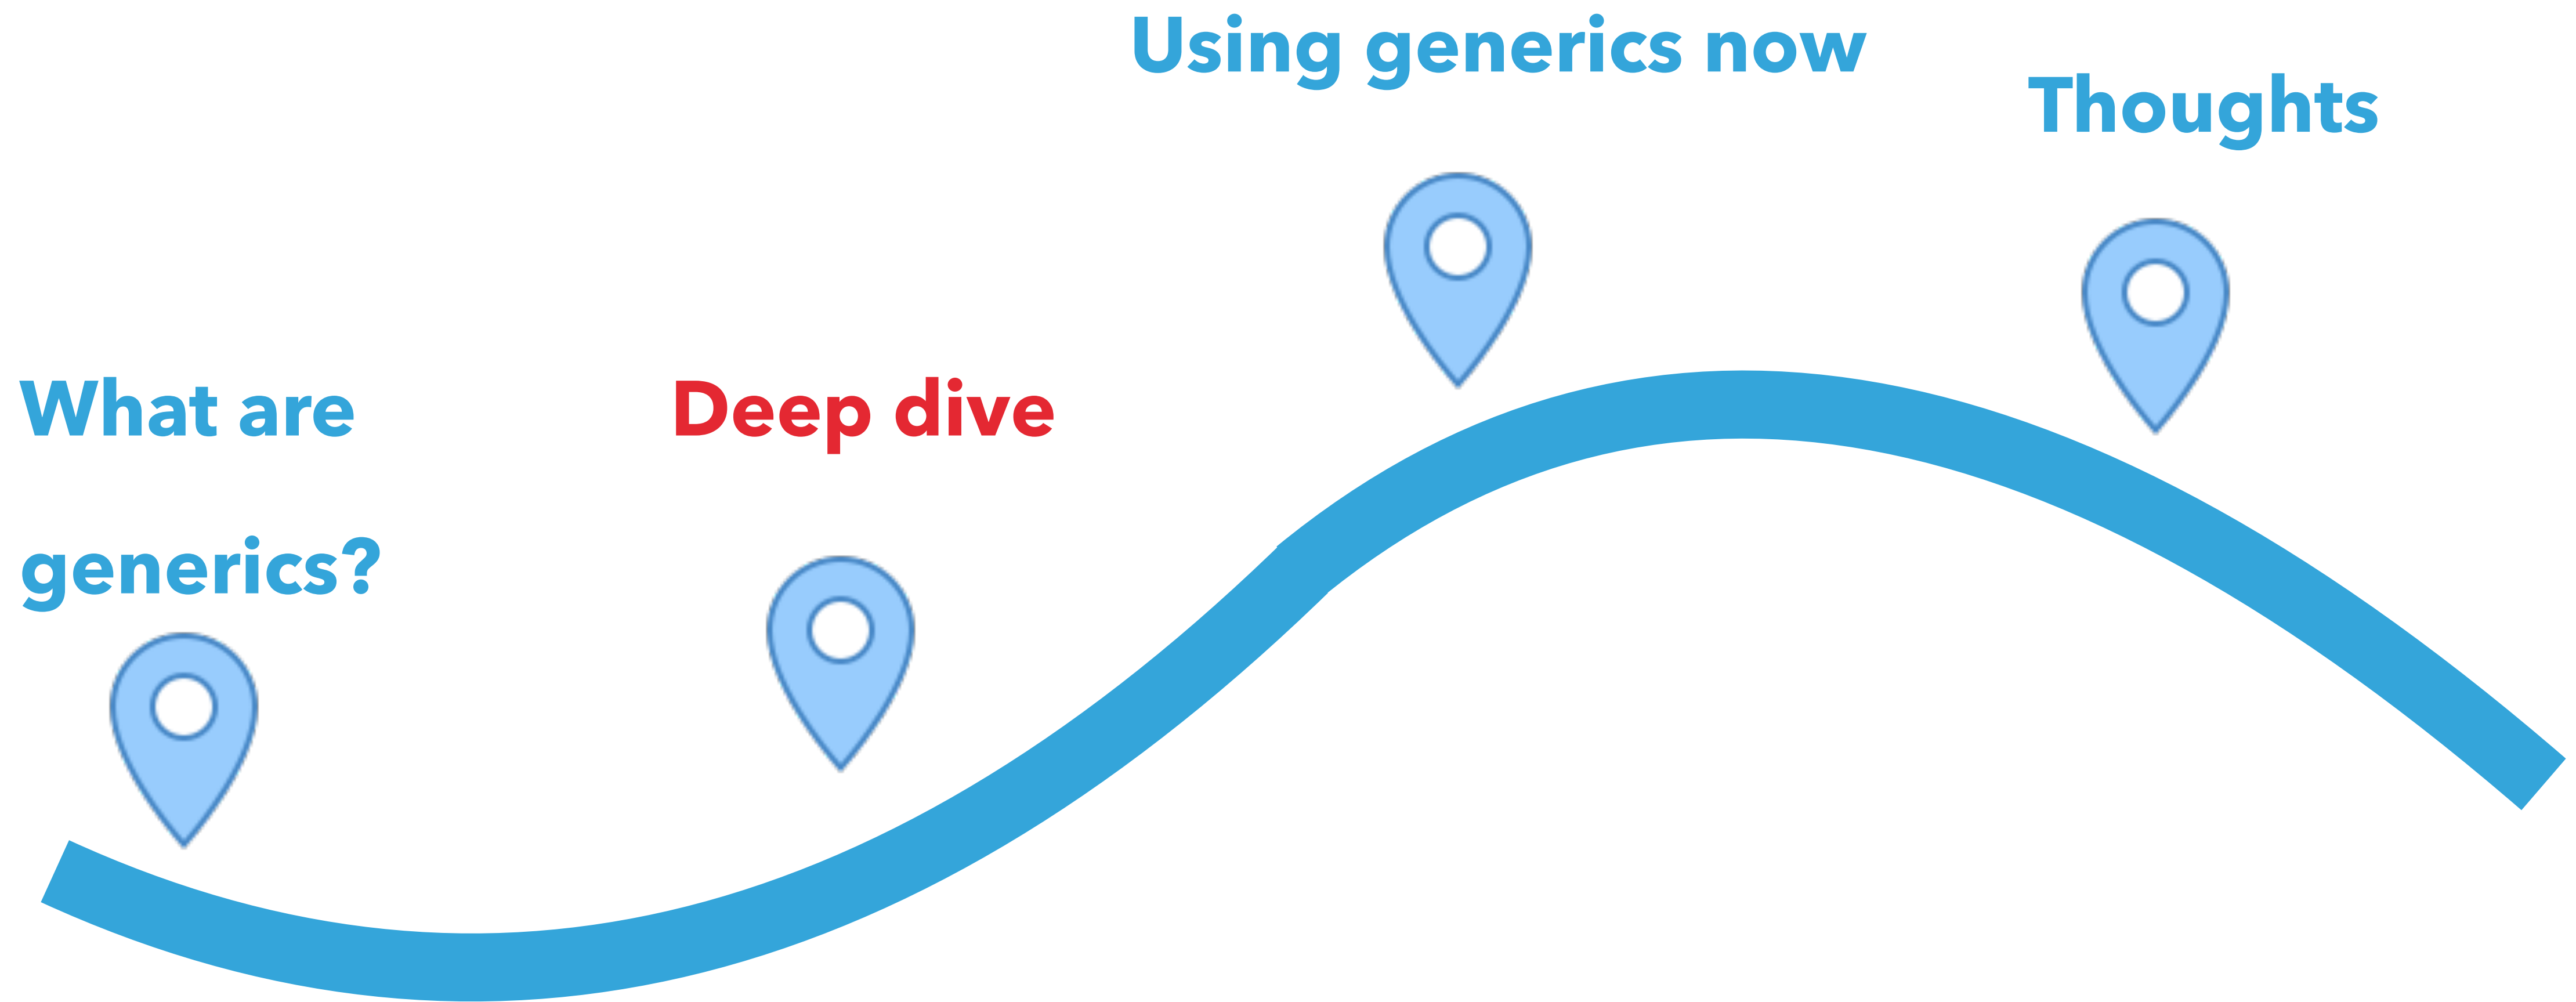 What are
generics?
Deep dive
Using generics now
Thoughts